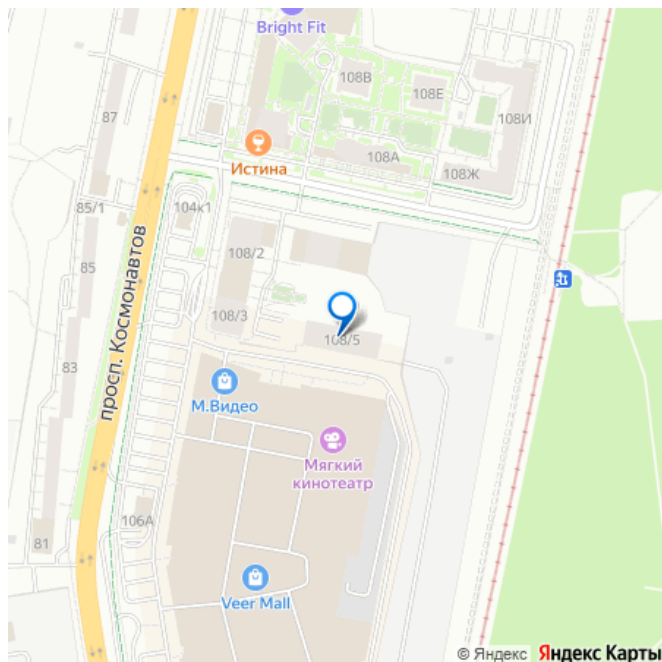 Bright Fit
108В
108Е
87
108И
108А
Истина
108Ж
85/1
104к1
просп. Космонавтов
108/2
85
108/3
108/5
83
М.Видео
Мягкий
кинотеатр
106А
81
Veer Mall
© Яндекс Яндекс Карты